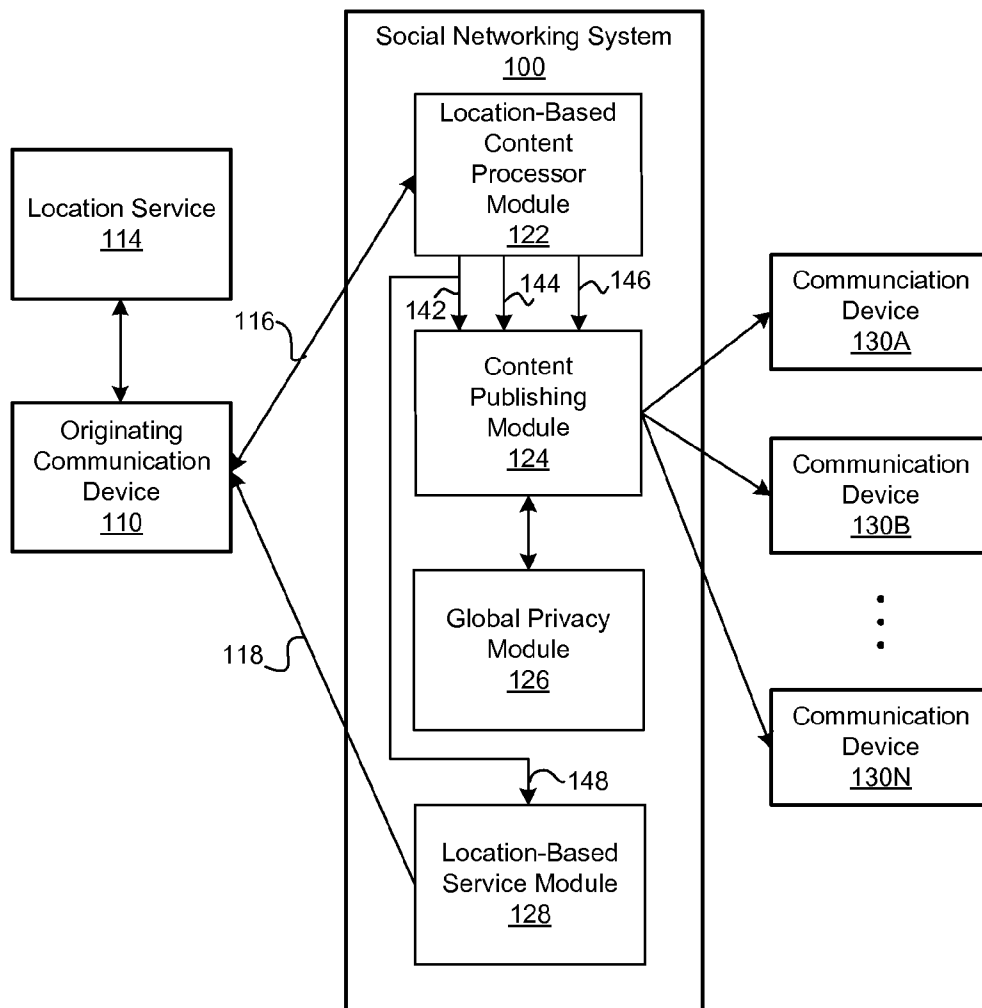 Social Networking System
100
Location-Based
Content
Processor
Module
122
Location Service
114
142
144
146
116
Communciation
Device
130A
Content
Publishing
Module
124
Originating
Communication
Device
110
Communication
Device
130B
Global Privacy
Module
126
118
Communication
Device
130N
148
Location-Based
Service Module
128